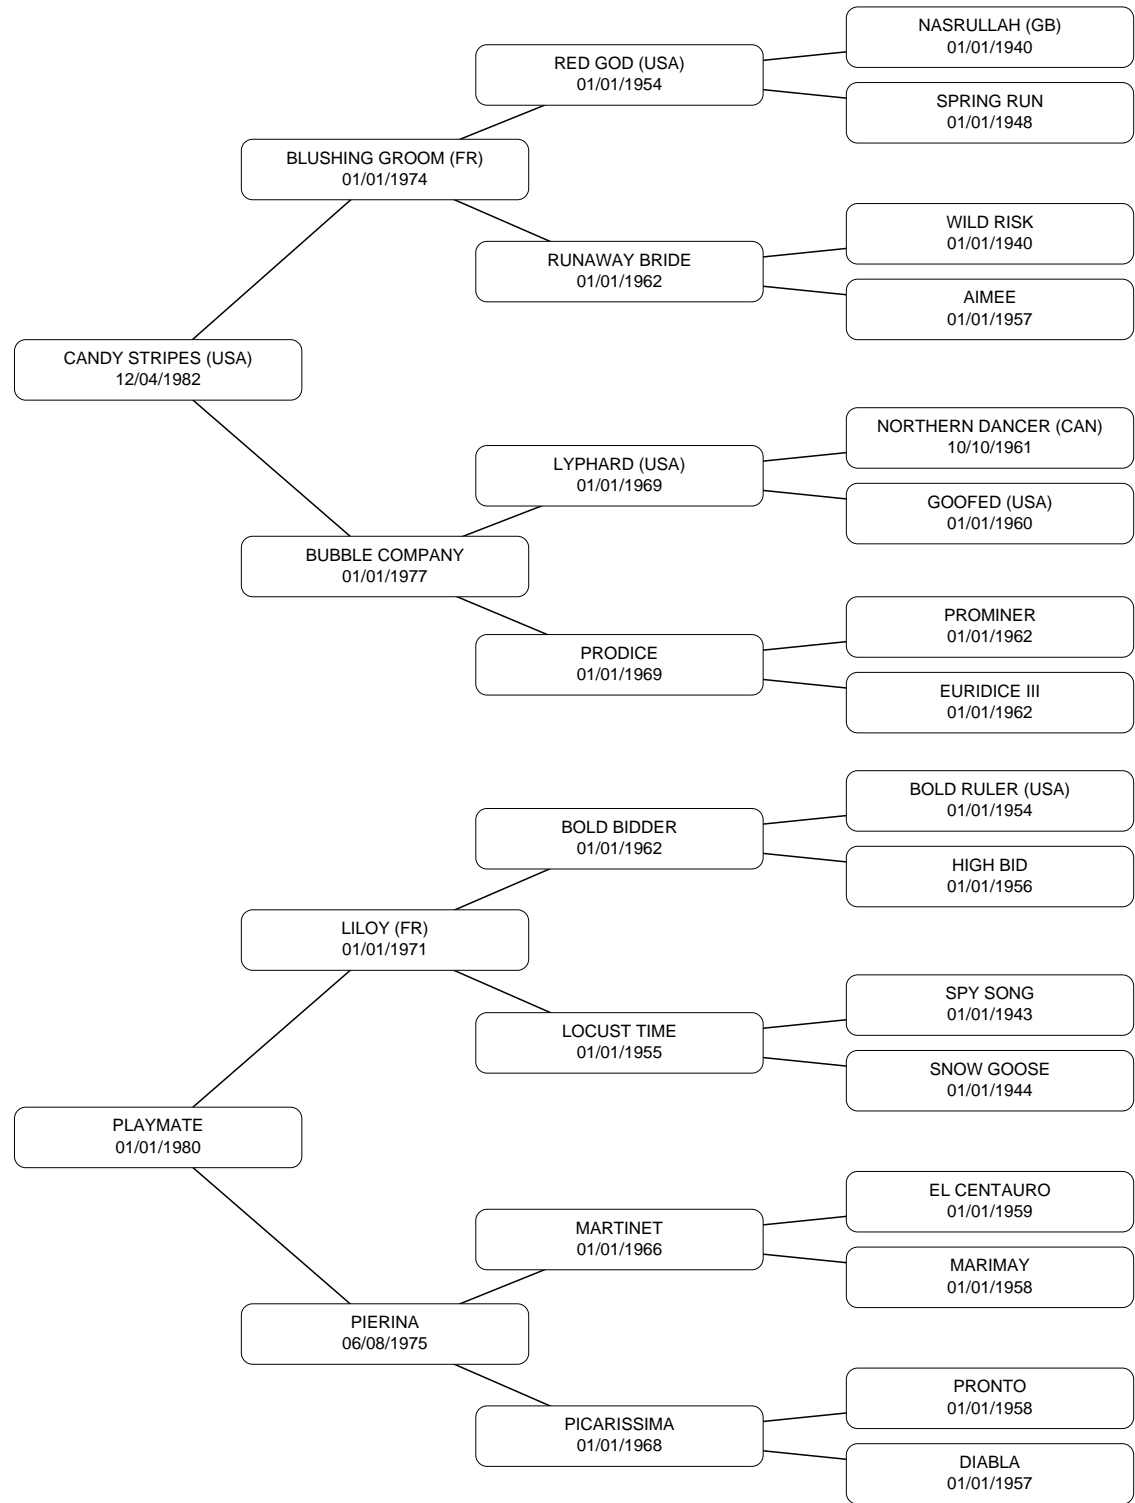 NASRULLAH (GB)
01/01/1940
RED GOD (USA)
01/01/1954
SPRING RUN
01/01/1948
BLUSHING GROOM (FR)
01/01/1974
WILD RISK
01/01/1940
RUNAWAY BRIDE
01/01/1962
AIMEE
01/01/1957
CANDY STRIPES (USA)
12/04/1982
NORTHERN DANCER (CAN)
10/10/1961
LYPHARD (USA)
01/01/1969
GOOFED (USA)
01/01/1960
BUBBLE COMPANY
01/01/1977
PROMINER
01/01/1962
PRODICE
01/01/1969
EURIDICE III
01/01/1962
BOLD RULER (USA)
01/01/1954
BOLD BIDDER
01/01/1962
HIGH BID
01/01/1956
LILOY (FR)
01/01/1971
SPY SONG
01/01/1943
LOCUST TIME
01/01/1955
SNOW GOOSE
01/01/1944
PLAYMATE
01/01/1980
EL CENTAURO
01/01/1959
MARTINET
01/01/1966
MARIMAY
01/01/1958
PIERINA
06/08/1975
PRONTO
01/01/1958
PICARISSIMA
01/01/1968
DIABLA
01/01/1957